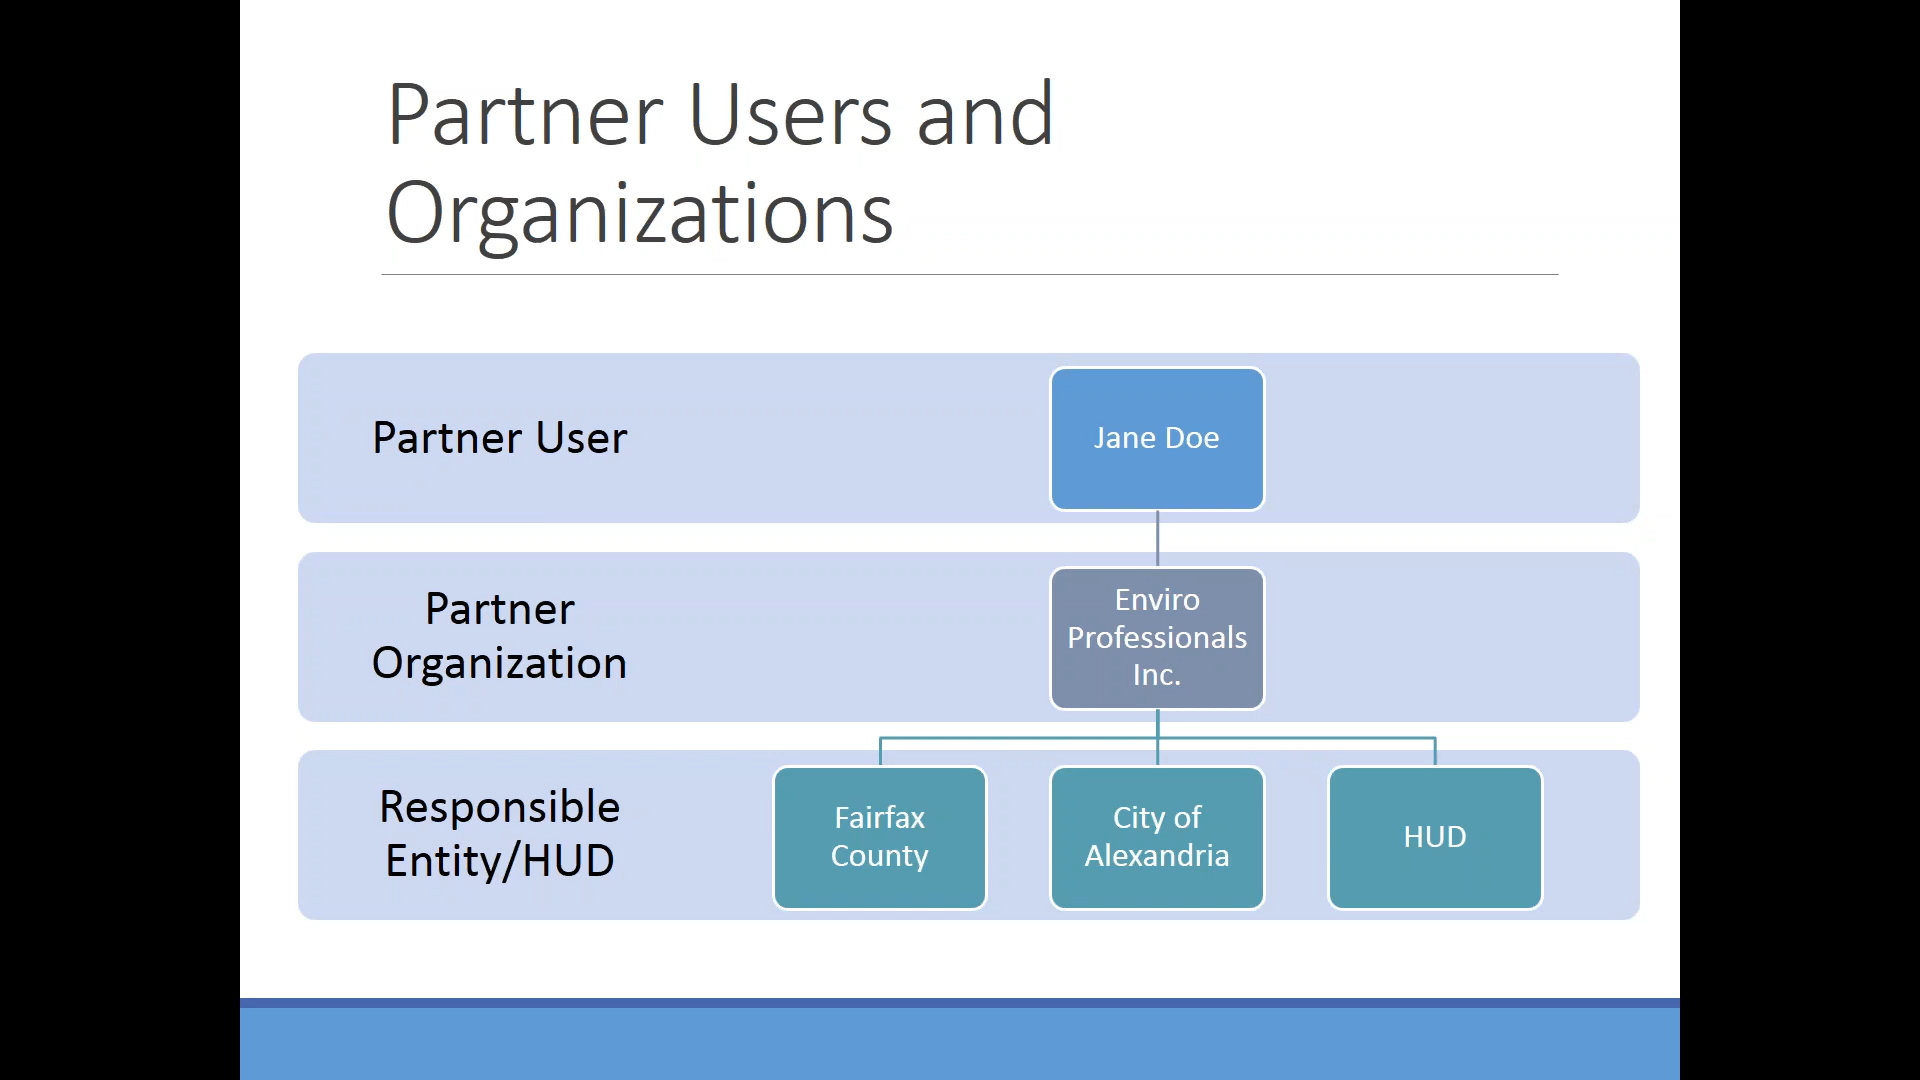 Partner Users and
Organizations
Partner User
Jane Doe
Partner
Organization
Enviro
Professionals
Inc.
Responsible
Entity/HUD
Fairfax
County
City of
Alexandria
HUD